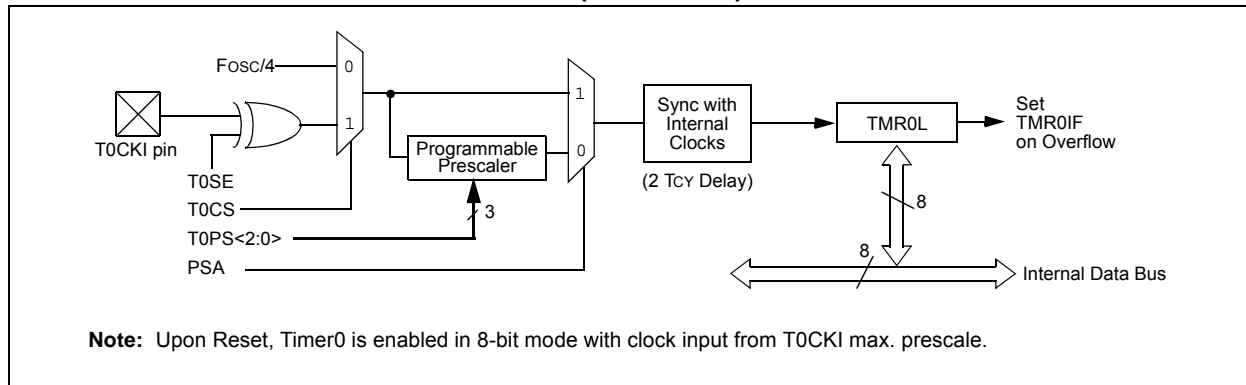 FOSC/4
0
1
T0CKI pin
T0SE
T0CS
T0PS<2:0>
PSA
Programmable
Prescaler
3
1
0
Sync with
Internal
Clocks
(2 TCY Delay)
TMR0L
Set
TMR0IF
on Overflow
8
8
Internal Data Bus
Note: Upon Reset, Timer0 is enabled in 8-bit mode with clock input from T0CKI max. prescale.